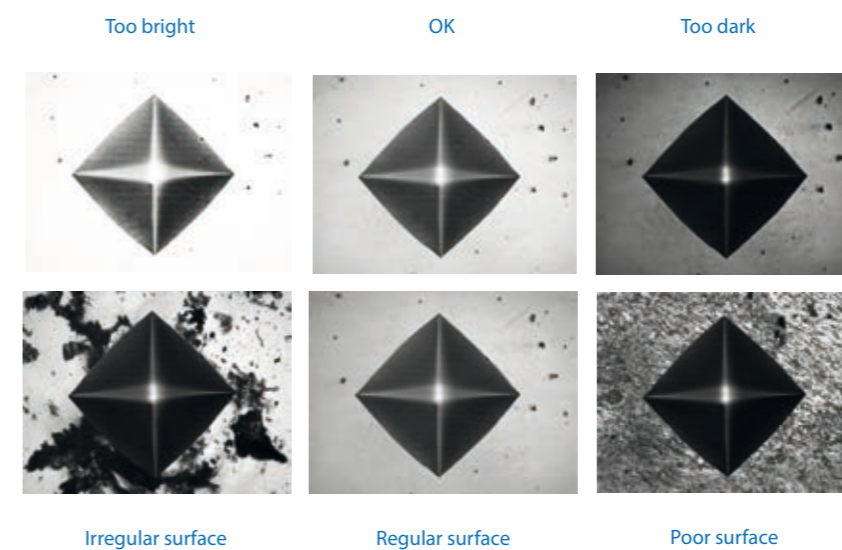 Too bright
OK
Too dark
Irregular surface
Regular surface
Poor surface